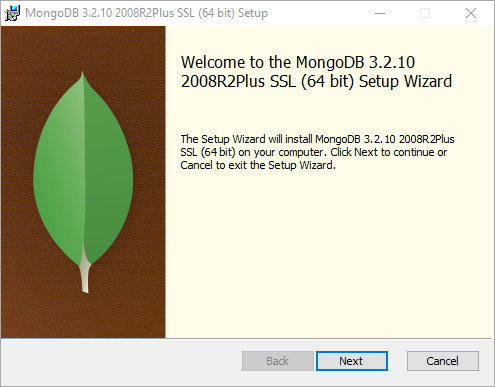 MongoDB 3.2.10 2008R2Plus SSL (64 bit) Setup
Welcome to the MongoDB 3.2.10
2008R2Plus SSL (64 bit) Setup Wizard
The Setup Wizard will install MongoDB 3.2.10 2008R2Plus
SSL (64 bit) on your computer. Click Next to continue or
Cancel to exit the Setup Wizard.
Back Next Cancel